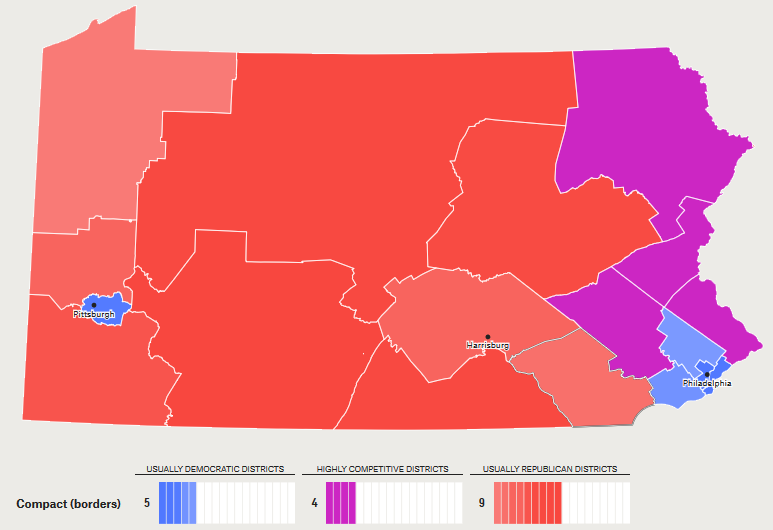 Pittsburgh
Harrisburg
Philadelphia
USUALLY DEMOCRATIC DISTRICTS HIGHLY COMPETITIVE DISTRICTS USUALLY REPUBLICAN DISTRICTS
Compact (borders) 5 4 9